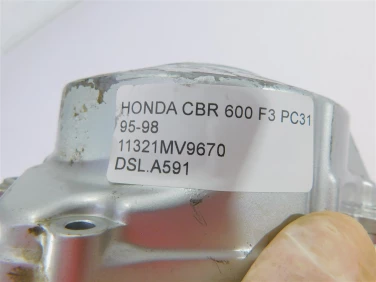 HONDA CBR 600 F3 PC31
95-98
11321MV9670
DSL.A591